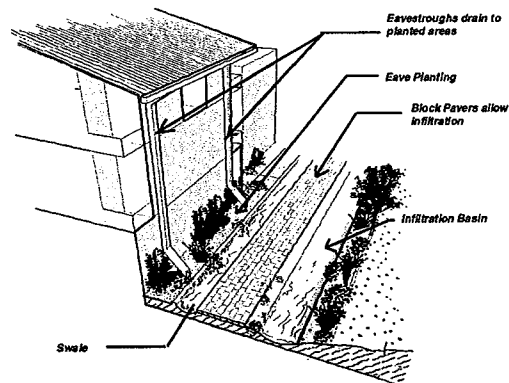 Eavestroughs drain to
planted areas
Eave Planting
Block Pavers allow
infiltration
Infiltration Basin
Swale